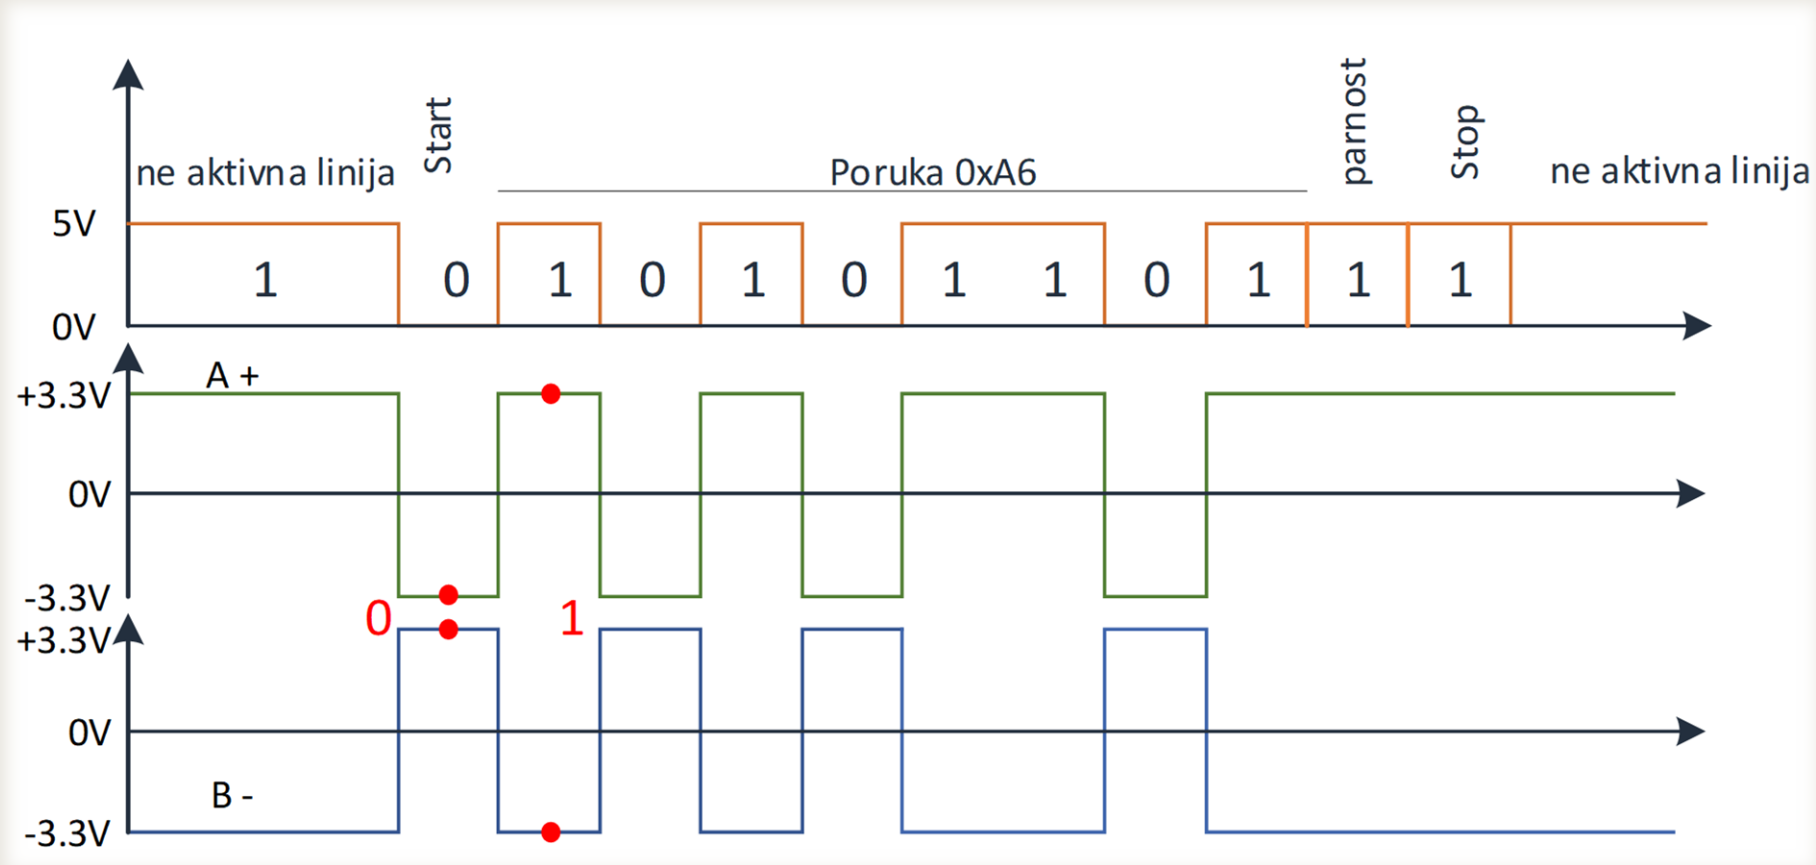 Start
parnost
Stop
ne aktivna linija
Poruka 0xA6
ne aktivna linija
5V
1 0 1 0 1 0 1 1 0 1 1 1
0V
A +
+3.3V
0V
-3.3V
0 1
+3.3V
0V
B -
-3.3V